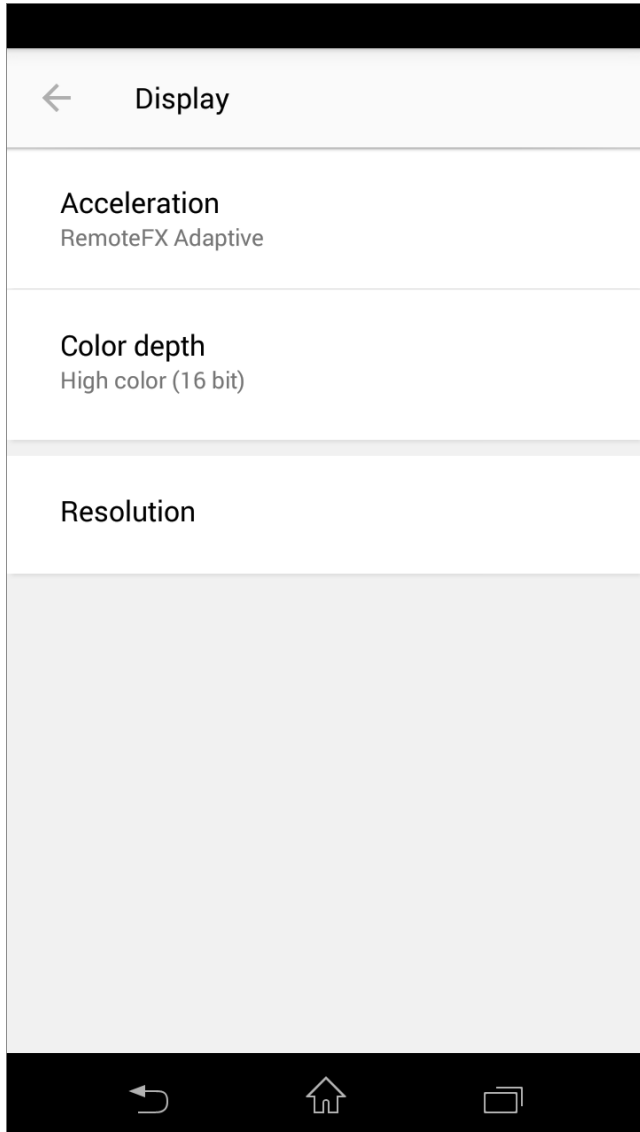 Display
Acceleration
RemoteFX Adaptive
Color depth
High color (16 bit)
Resolution